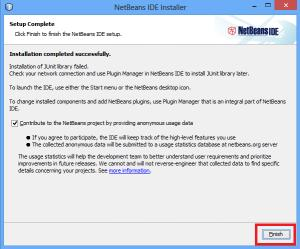 NetBeans IDE Installer
Setup Complete
Click Finish to finish the NetBeans IDE setup.
NetBeans IDE
Installation completed successfully.
Installation of JUnit library failed.
Check your network connection and use Plugin Manager in NetBeans IDE to install JUnit library later.
To launch the IDE, use either the Start menu or the NetBeans desktop icon.
To change installed components and add NetBeans plugins, use Plugin Manager that is an integral part of NetBeans
IDE.
Contribute to the NetBeans project by providing anonymous usage data
● If you agree to participate, the IDE will keep track of the high-level features you use
● The collected anonymous data will be submitted to a usage statistics database at netbeans.org server
The usage statistics will help the development team to better understand user requirements and prioritize
improvements in future releases. We cannot and will not reverse-engineer that collected data to find specific
details concerning your projects. See more information.
Finish